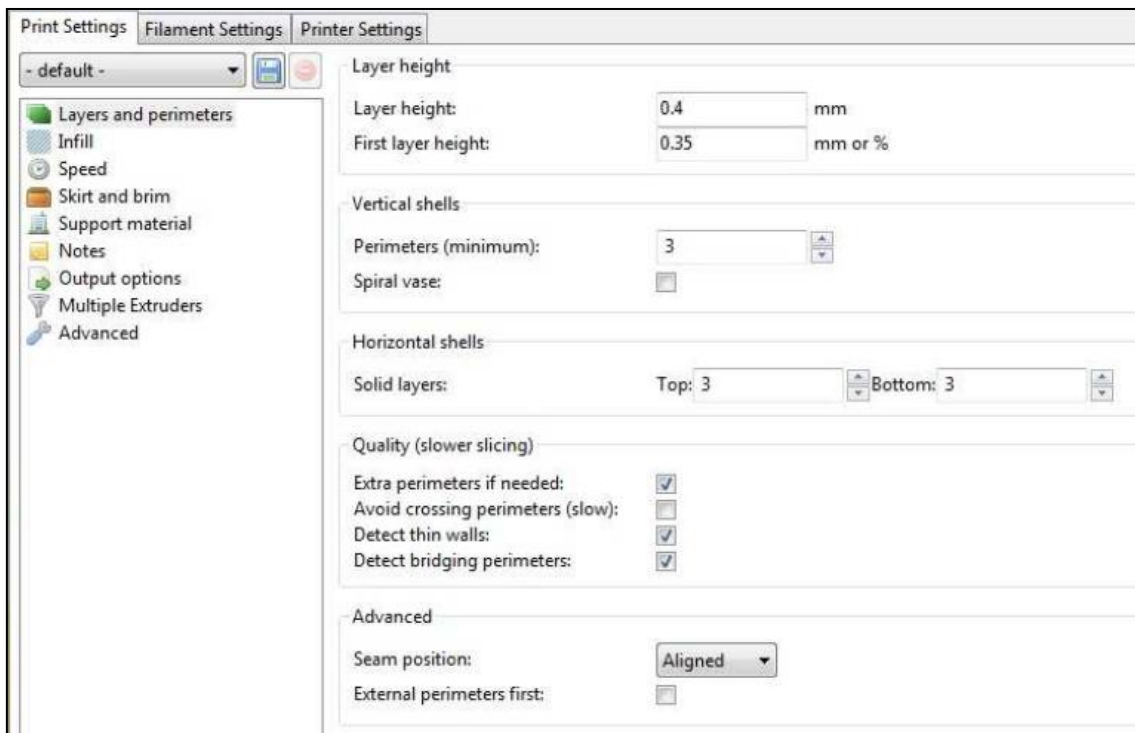 Print Settings Filament Settings Printer Settings
- default -
Layers and perimeters
Infill
Speed
Skirt and brim
Support material
Notes
Output options
Multiple Extruders
Advanced
Layer height
Layer height: 0.4 mm
First layer height: 0.35 mm or %
Vertical shells
Perimeters (minimum): 3
Spiral vase:
Horizontal shells
Solid layers: Top: 3 Bottom: 3
Quality (slower slicing)
Extra perimeters if needed:
Avoid crossing perimeters (slow):
Detect thin walls:
Detect bridging perimeters:
Advanced
Seam position: Aligned
External perimeters first: